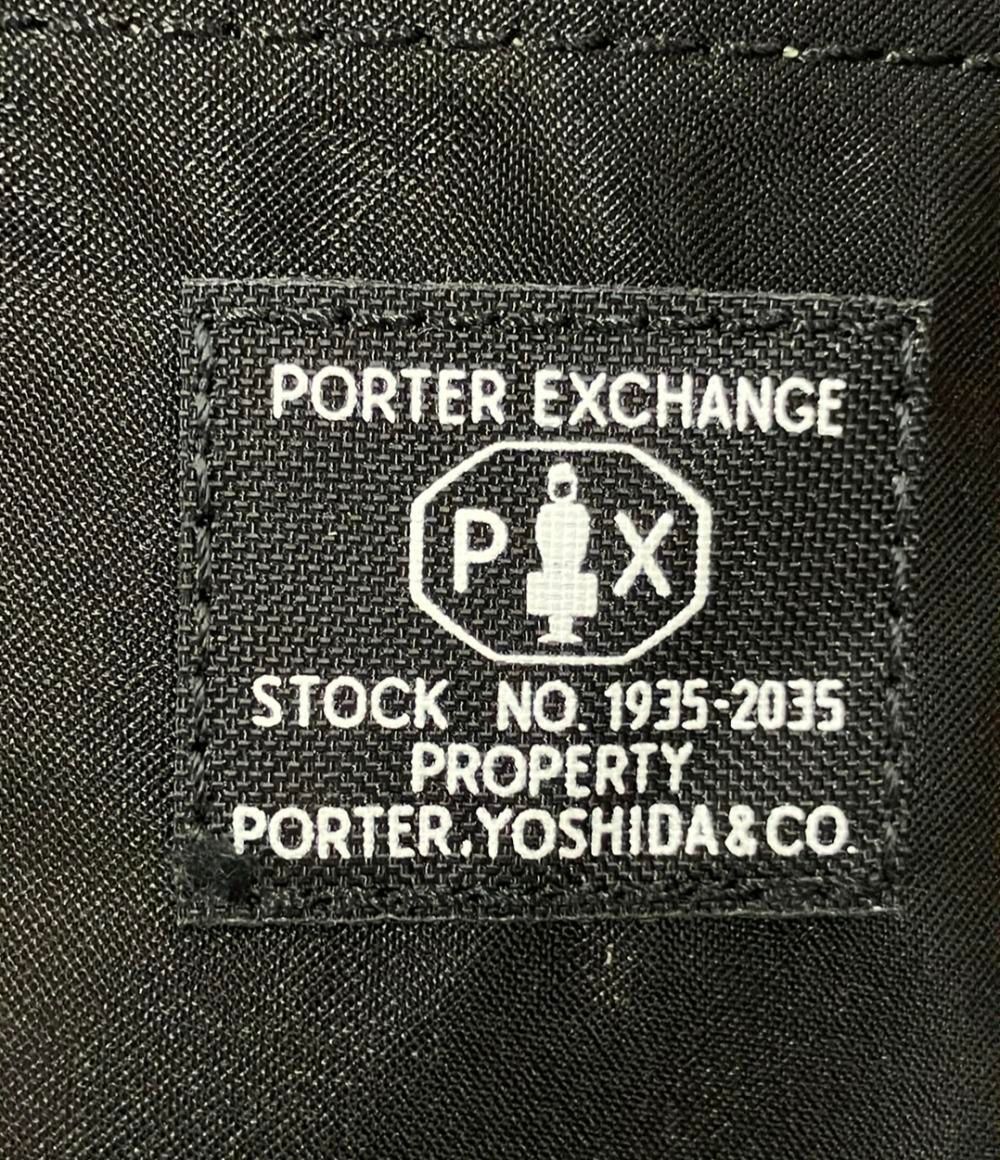 PORTER EXCHANGE
P X
STOCK NO. 1935-2035
PROPERTY
PORTER, YOSHIDA & CO.